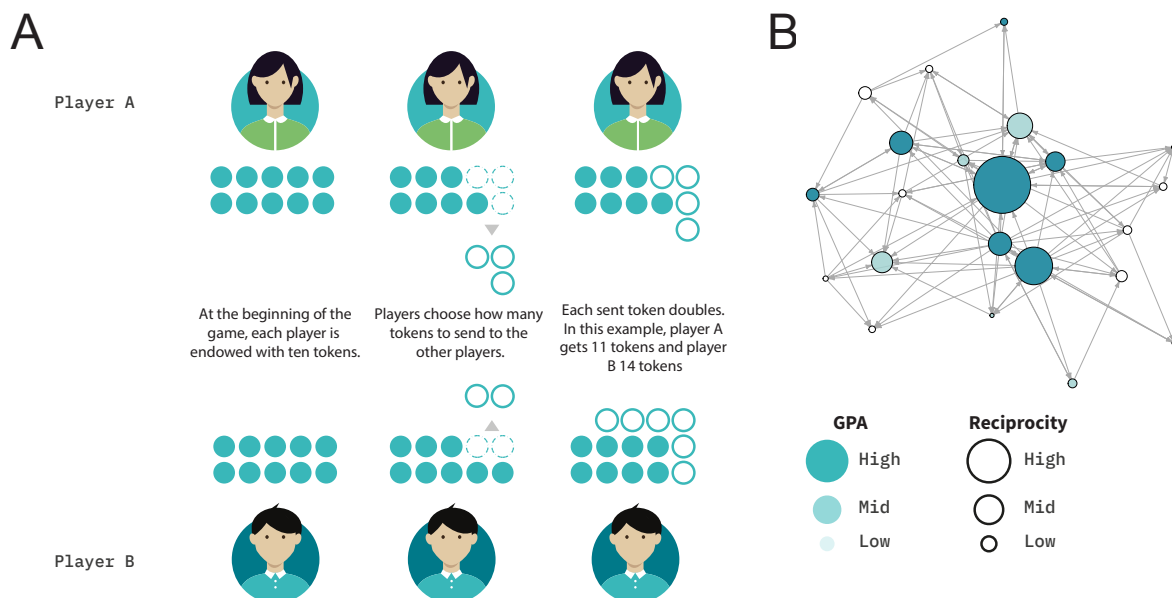 A
B
Player A
At the beginning of the
game, each player is
endowed with ten tokens.
Players choose how many
tokens to send to the
other players.
Each sent token doubles.
In this example, player A
gets 11 tokens and player
B 14 tokens
Player B
GPA
High
Mid
Low
Reciprocity
High
Mid
Low